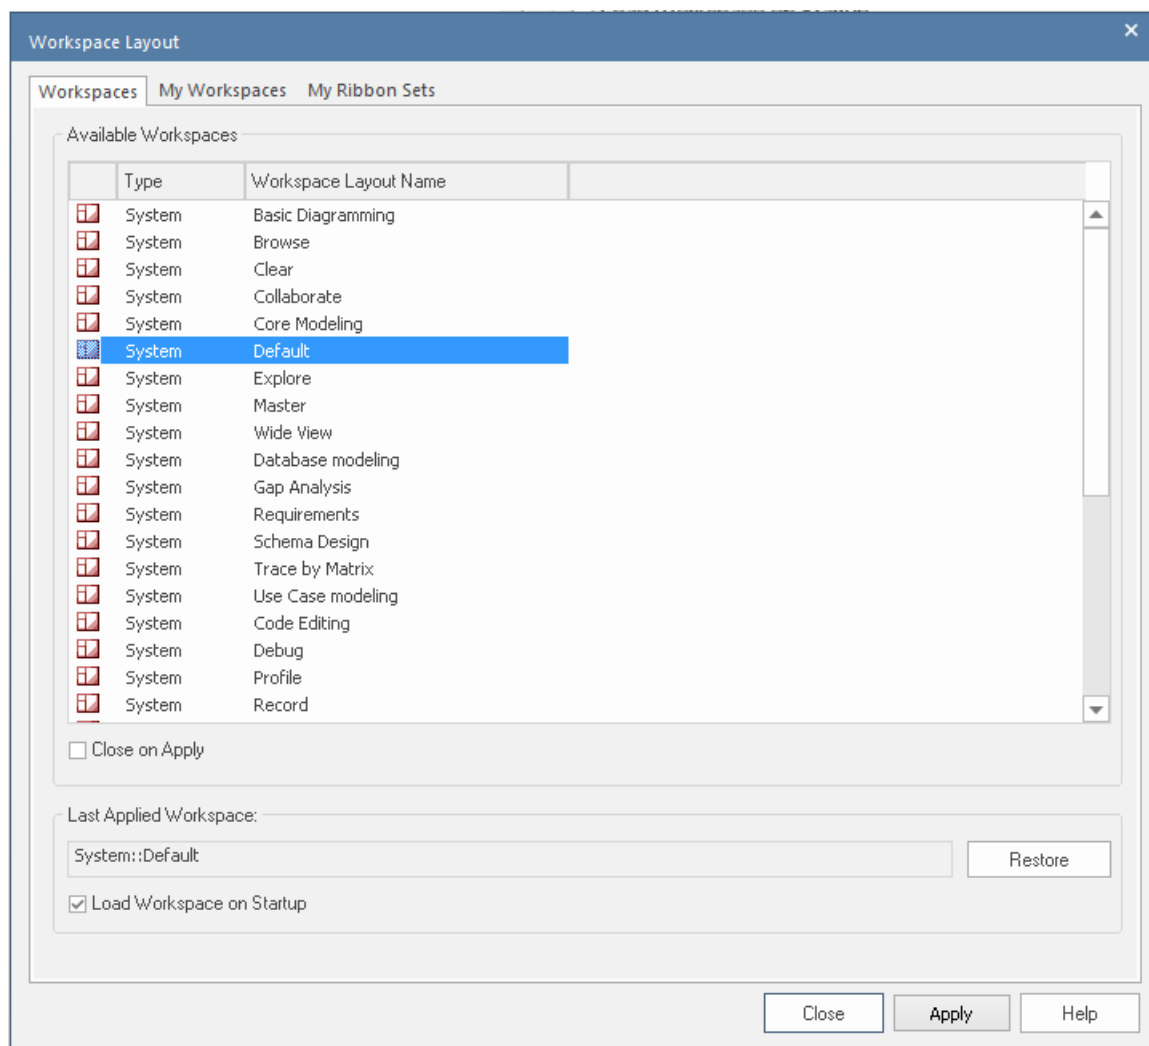 Workspace Layout
Workspaces My Workspaces My Ribbon Sets
Available Workspaces
Type Workspace Layout Name
System Basic Diagramming
System Browse
System Clear
System Collaborate
System Core Modeling
System Default
System Explore
System Master
System Wide View
System Database modeling
System Gap Analysis
System Requirements
System Schema Design
System Trace by Matrix
System Use Case modeling
System Code Editing
System Debug
System Profile
System Record
Close on Apply
Last Applied Workspace:
System::Default
Restore
Load Workspace on Startup
Close Apply Help